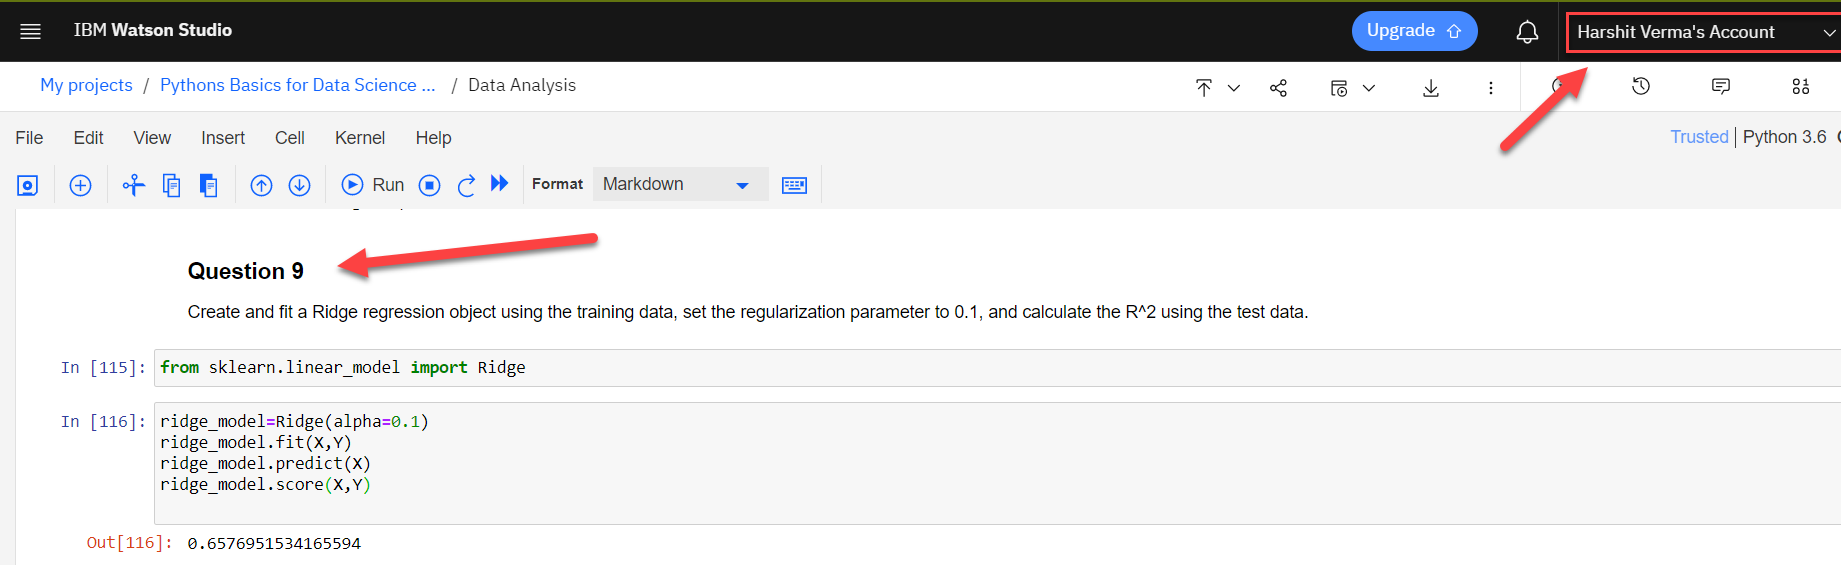 IBM Watson Studio
Upgrade
Harshit Verma's Account
My projects / Pythons Basics for Data Science ... / Data Analysis
File Edit View Insert Cell Kernel Help
Trusted | Python 3.6
Run
Format
Markdown
Question 9
Create and fit a Ridge regression object using the training data, set the regularization parameter to 0.1, and calculate the R^2 using the test data.
In [115]: from sklearn.linear_model import Ridge
In [116]: ridge_model=Ridge(alpha=0.1)
ridge_model.fit(X,Y)
ridge_model.predict(X)
ridge_model.score(X,Y)
Out[116]: 0.6576951534165594